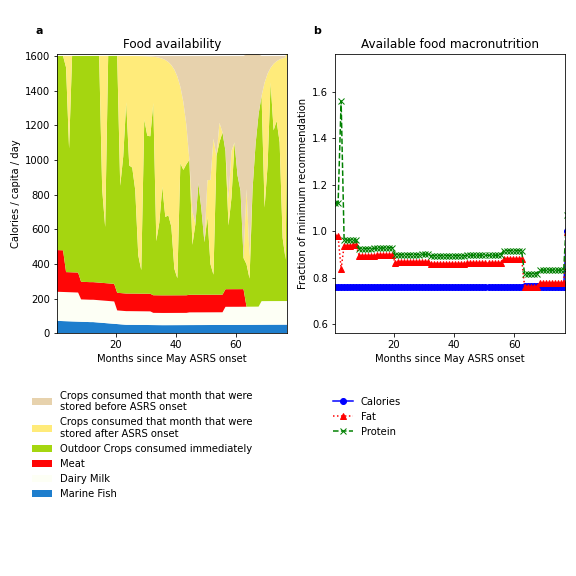 a
Food availability
1600
1400
1200
1000
800
600
400
200
0
20
40
60
Calories / capita / day
Months since May ASRS onset
b
Available food macronutrition
1.6
1.4
1.2
1.0
0.8
0.6
20
40
60
Fraction of minimum recommendation
Months since May ASRS onset
Crops consumed that month that were
stored before ASRS onset
Crops consumed that month that were
stored after ASRS onset
Outdoor Crops consumed immediately
Meat
Dairy Milk
Marine Fish
Calories
Fat
Protein